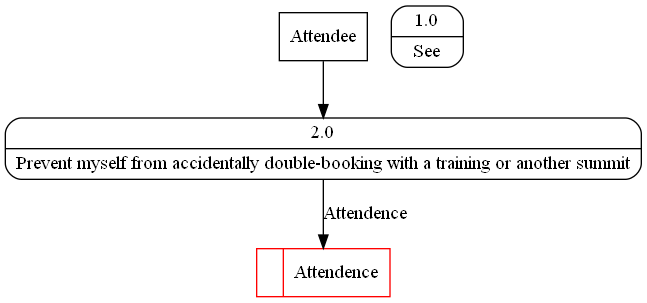 Attendee
1.0
See
2.0
Prevent myself from accidentally double-booking with a training or another summit
Attendence
Attendence